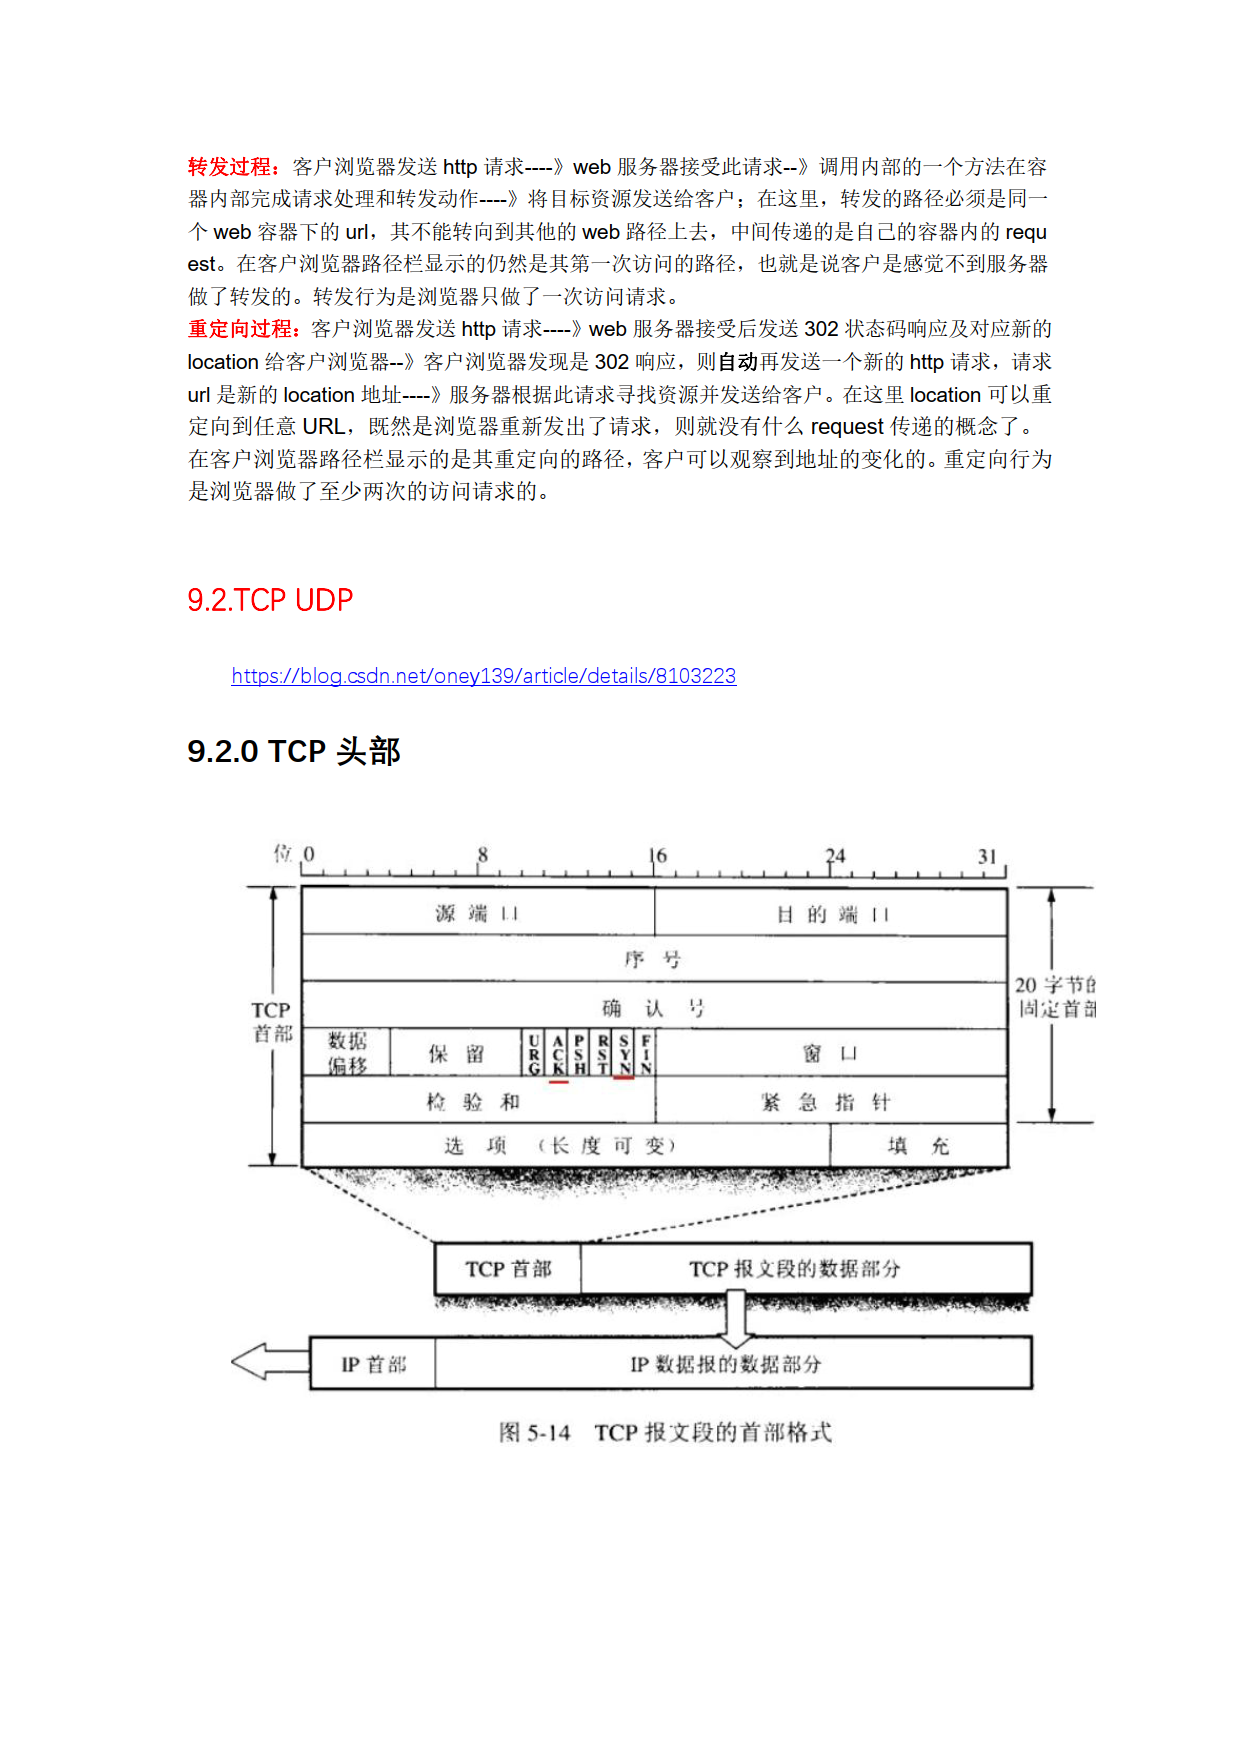 转发过程：客户浏览器发送 http 请求----》web 服务器接受此请求--》调用内部的一个方法在容
器内部完成请求处理和转发动作----》将目标资源发送给客户；在这里，转发的路径必须是同一
个 web 容器下的 url，其不能转向到其他的 web 路径上去，中间传递的是自己的容器内的 requ
est。在客户浏览器路径栏显示的仍然是其第一次访问的路径，也就是说客户是感觉不到服务器
做了转发的。转发行为是浏览器只做了一次访问请求。
重定向过程：客户浏览器发送 http 请求----》web 服务器接受后发送 302 状态码响应及对应新的
location 给客户浏览器--》客户浏览器发现是 302 响应，则自动再发送一个新的 http 请求，请求
url 是新的 location 地址----》服务器根据此请求寻找资源并发送给客户。在这里 location 可以重
定向到任意 URL，既然是浏览器重新发出了请求，则就没有什么 request 传递的概念了。
在客户浏览器路径栏显示的是其重定向的路径，客户可以观察到地址的变化的。重定向行为
是浏览器做了至少两次的访问请求的。
9.2.TCP UDP
https://blog.csdn.net/oney139/article/details/8103223
9.2.0 TCP 头部
位 0 8 16 24 31
源端口 目的端口
序号
确认号
TCP
首部
20 字节的
固定首部
数据
偏移
保留 URG ACK PSH RST SYN FIN 窗口
检验和 紧急指针
选项（长度可变） 填充
TCP 首部 TCP 报文段的数据部分
IP 首部 IP 数据报的数据部分
图 5-14 TCP 报文段的首部格式